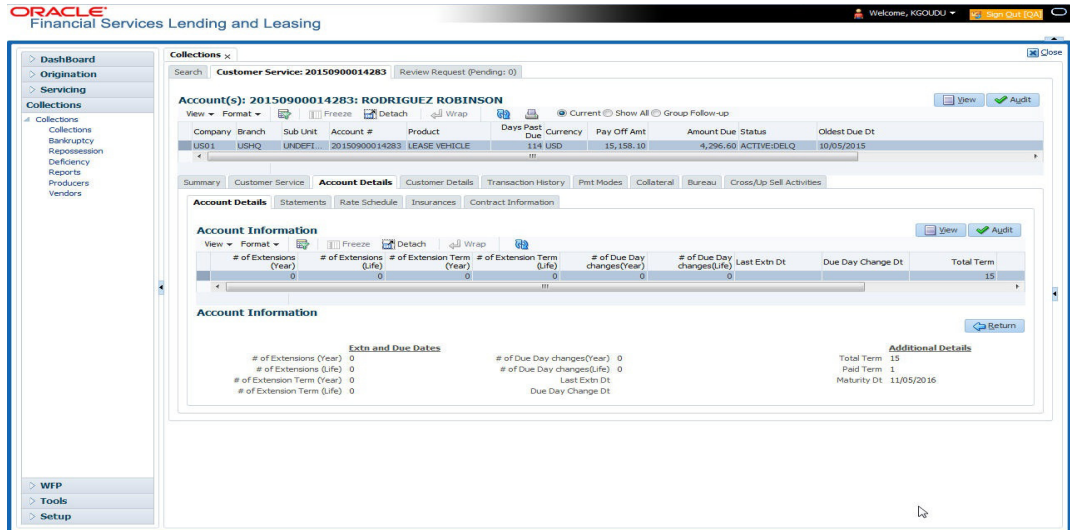 ORACLE
Financial Services Lending and Leasing
Welcome, KGOUDU
Sign Out [QA]
Close
DashBoard
Origination
Servicing
Collections
Collections
Collections
Bankruptcy
Repossession
Deficiency
Reports
Producers
Vendors
WFP
Tools
Setup
Collections x
Search Customer Service: 20150900014283 Review Request (Pending: 0)
Account(s): 20150900014283: RODRIGUEZ ROBINSON
View Audit
View Format Freeze Detach Wrap Current Show All Group Follow-up
Company Branch Sub Unit Account # Product Days Past Due Currency Pay Off Amt Amount Due Status Oldest Due Dt
US01 USHQ UNDEFI... 20150900014283 LEASE VEHICLE 114 USD 15,158.10 4,296.60 ACTIVE:DELQ 10/05/2015
Summary Customer Service Account Details Customer Details Transaction History Pmt Modes Collateral Bureau Cross/Up Sell Activities
Account Details Statements Rate Schedule Insurances Contract Information
Account Information
View Audit
View Format Freeze Detach Wrap
# of Extensions (Year) # of Extensions (Life) # of Extension Term (Year) # of Extension Term (Life) # of Due Day changes(Year) # of Due Day changes(Life) Last Extn Dt Due Day Change Dt Total Term
0 0 0 0 0 0 15
Account Information
Return
Extn and Due Dates Additional Details
# of Extensions (Year) 0 # of Due Day changes(Year) 0 Total Term 15
# of Extensions (Life) 0 # of Due Day changes(Life) 0 Paid Term 1
# of Extension Term (Year) 0 Last Extn Dt Maturity Dt 11/05/2016
# of Extension Term (Life) 0 Due Day Change Dt